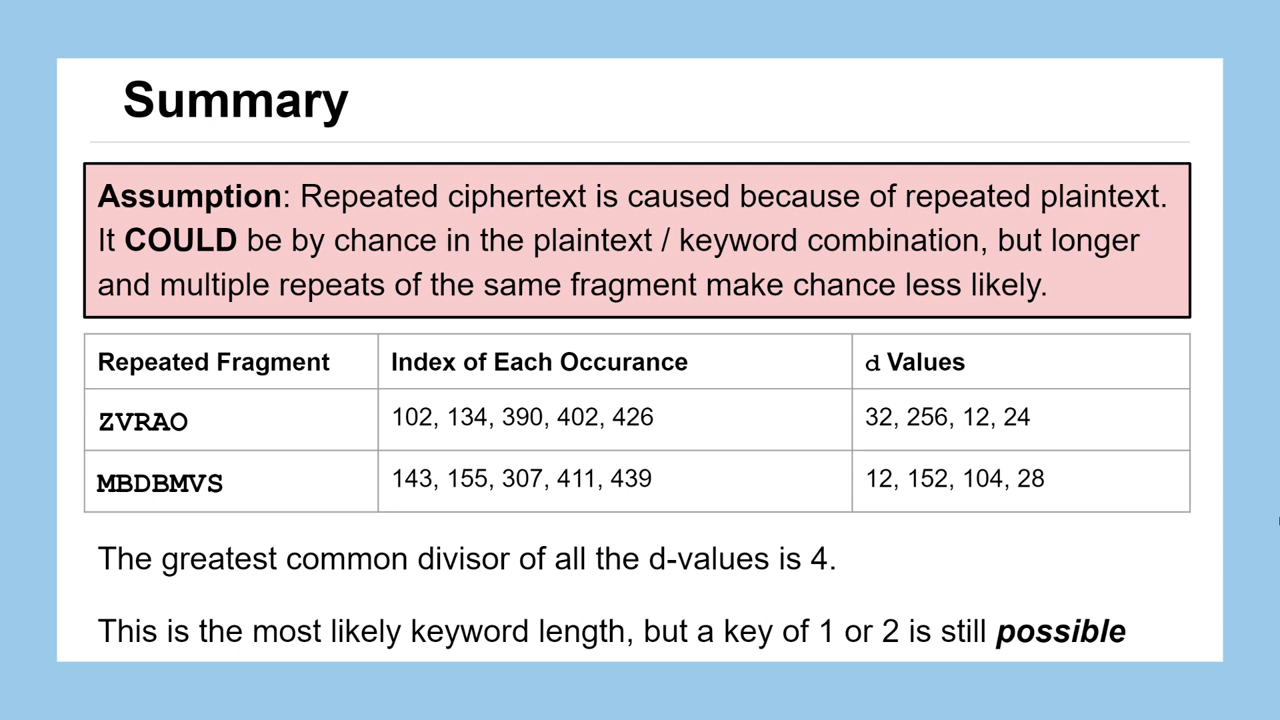 Summary
Assumption: Repeated ciphertext is caused because of repeated plaintext.
It COULD be by chance in the plaintext / keyword combination, but longer
and multiple repeats of the same fragment make chance less likely.
Repeated Fragment Index of Each Occurance d Values
ZVRAO 102, 134, 390, 402, 426 32, 256, 12, 24
MBDBMVS 143, 155, 307, 411, 439 12, 152, 104, 28
The greatest common divisor of all the d-values is 4.
This is the most likely keyword length, but a key of 1 or 2 is still possible